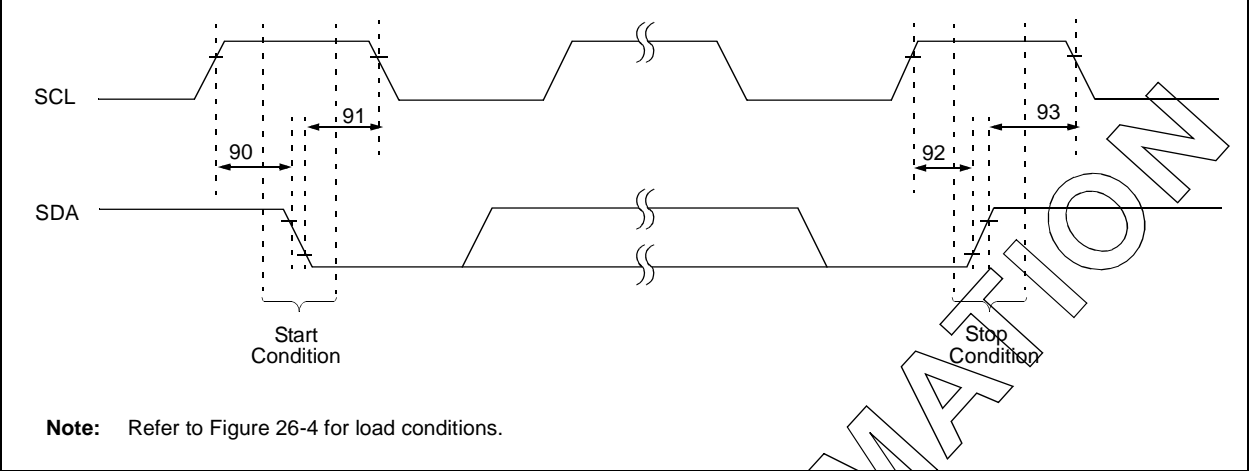 SCL
91
93
90
92
SDA
Start
Condition
Stop
Condition
Note: Refer to Figure 26-4 for load conditions.
MATION